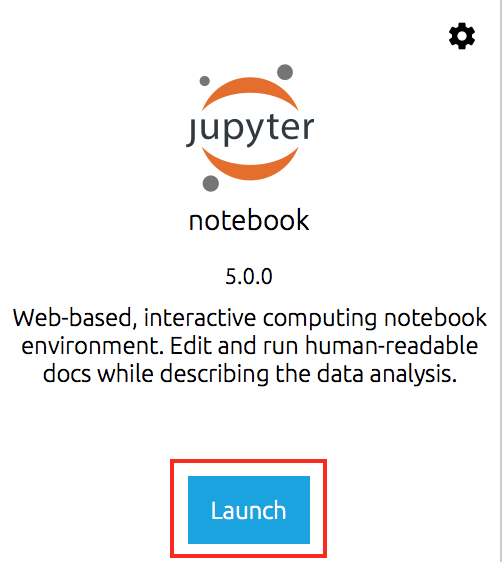 jupyter
notebook
5.0.0
Web-based, interactive computing notebook
environment. Edit and run human-readable
docs while describing the data analysis.
Launch